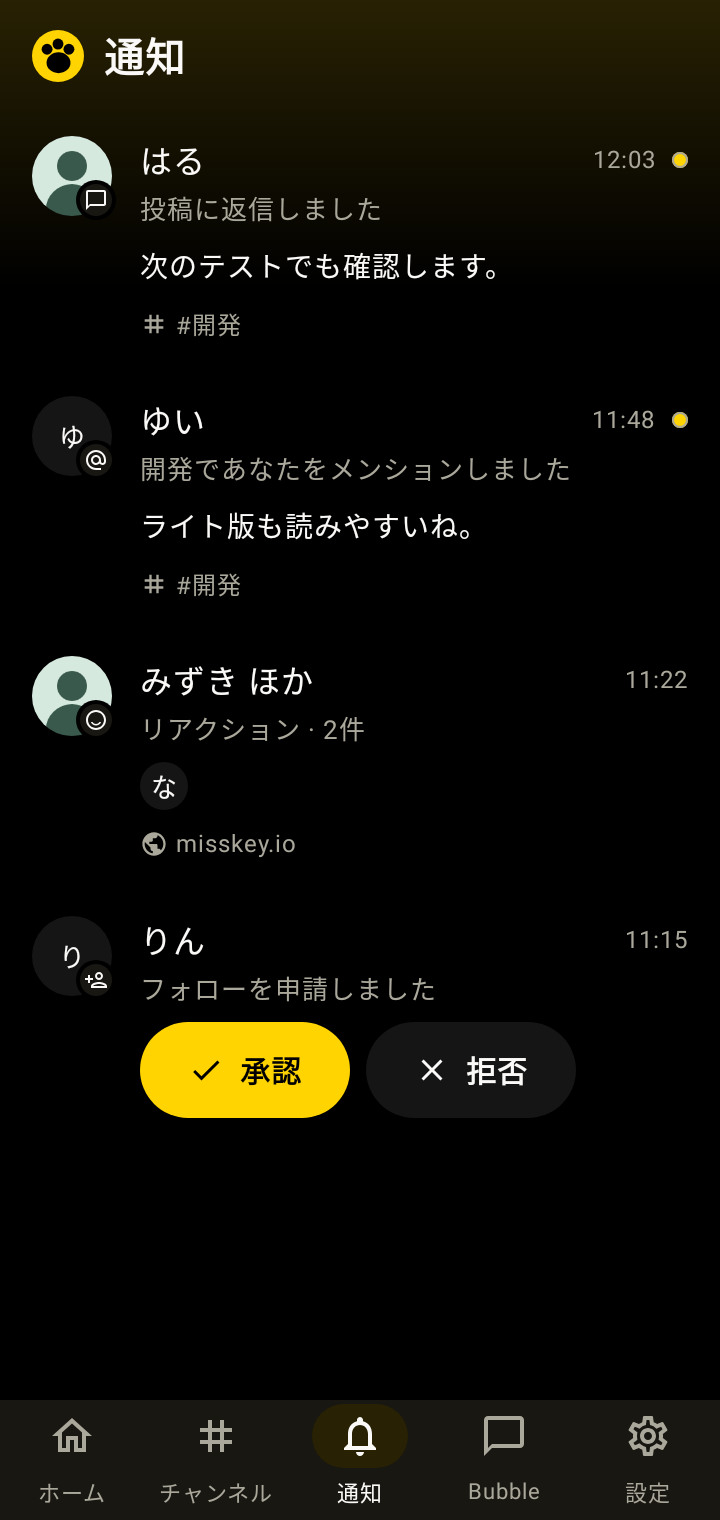 通知
はる 12:03
投稿に返信しました
次のテストでも確認します。
#開発
ゆ
ゆい 11:48
開発であなたをメンションしました
ライト版も読みやすいね。
#開発
みずき ほか 11:22
リアクション · 2件
な
misskey.io
り
りん 11:15
フォローを申請しました
承認 拒否
ホーム チャンネル 通知 Bubble 設定